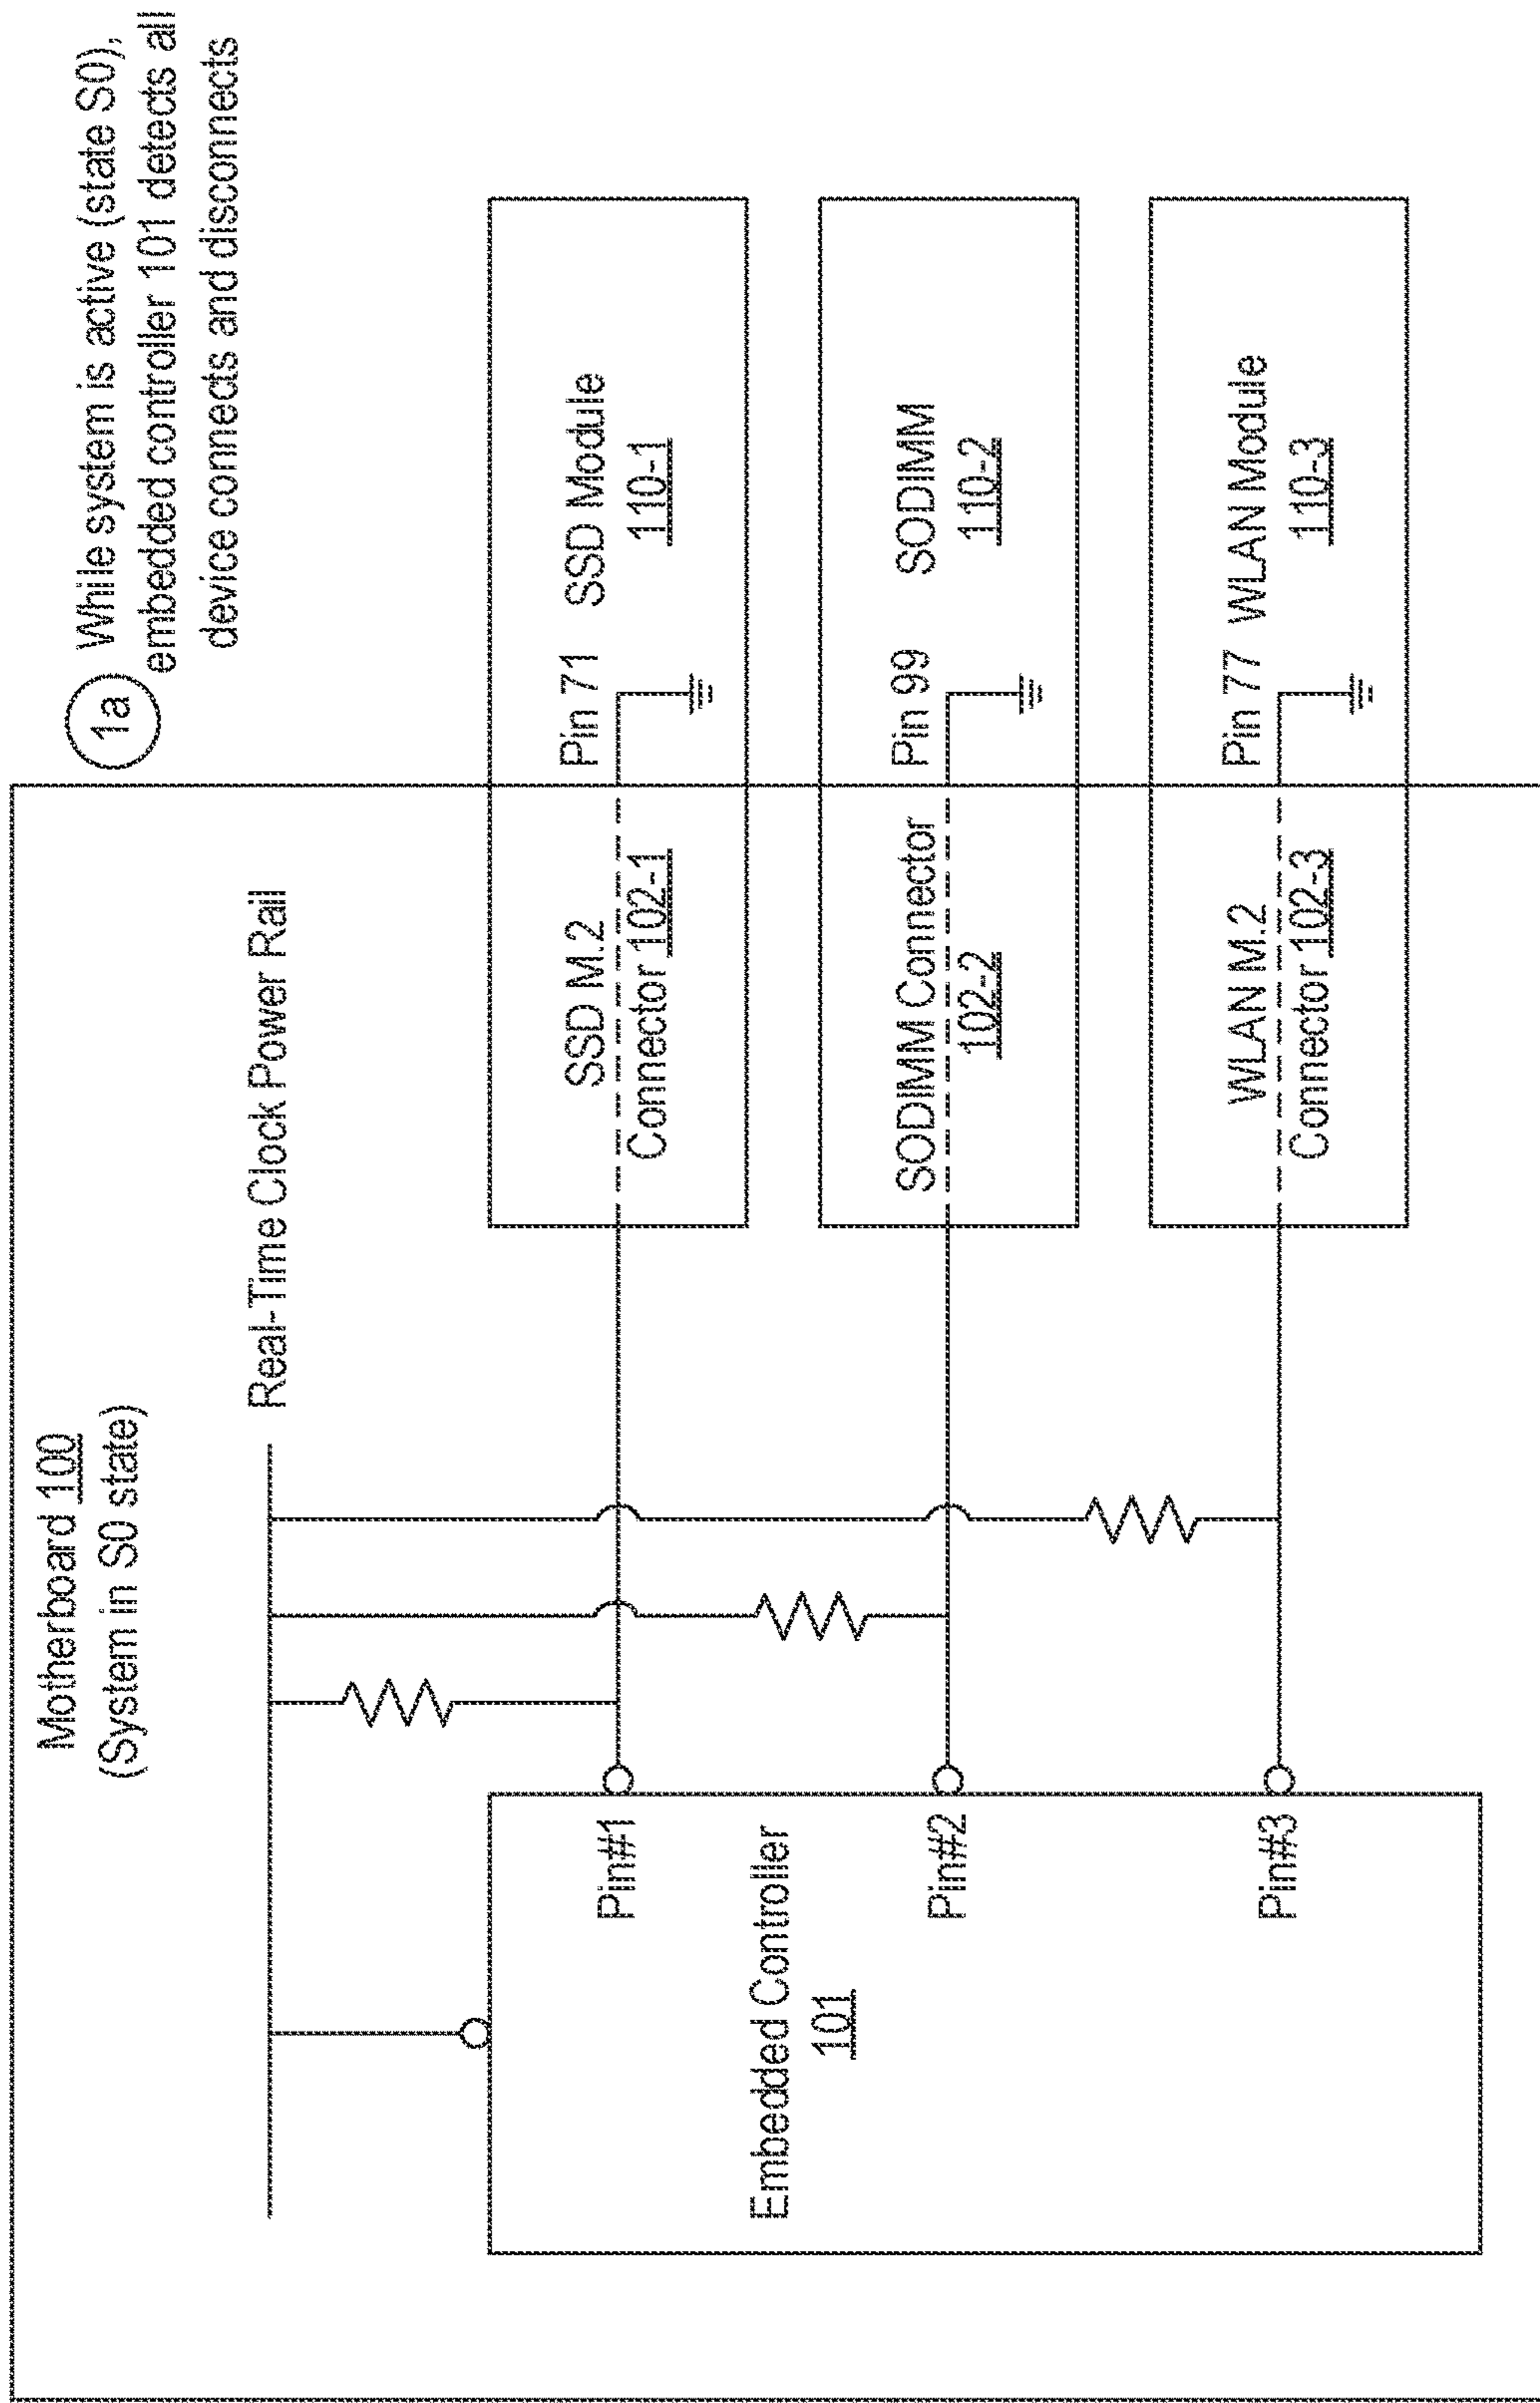 Motherboard 100
(System in S0 state)
1a
While system is active (state S0),
embedded controller 101 detects all
device connects and disconnects
Real-Time Clock Power Rail
Embedded Controller
101
Pin#1
Pin#2
Pin#3
SSD M.2
Connector 102-1
Pin 71
SSD Module
110-1
SODIMM Connector
102-2
Pin 99
SODIMM
110-2
WLAN M.2
Connector 102-3
Pin 77
WLAN Module
110-3